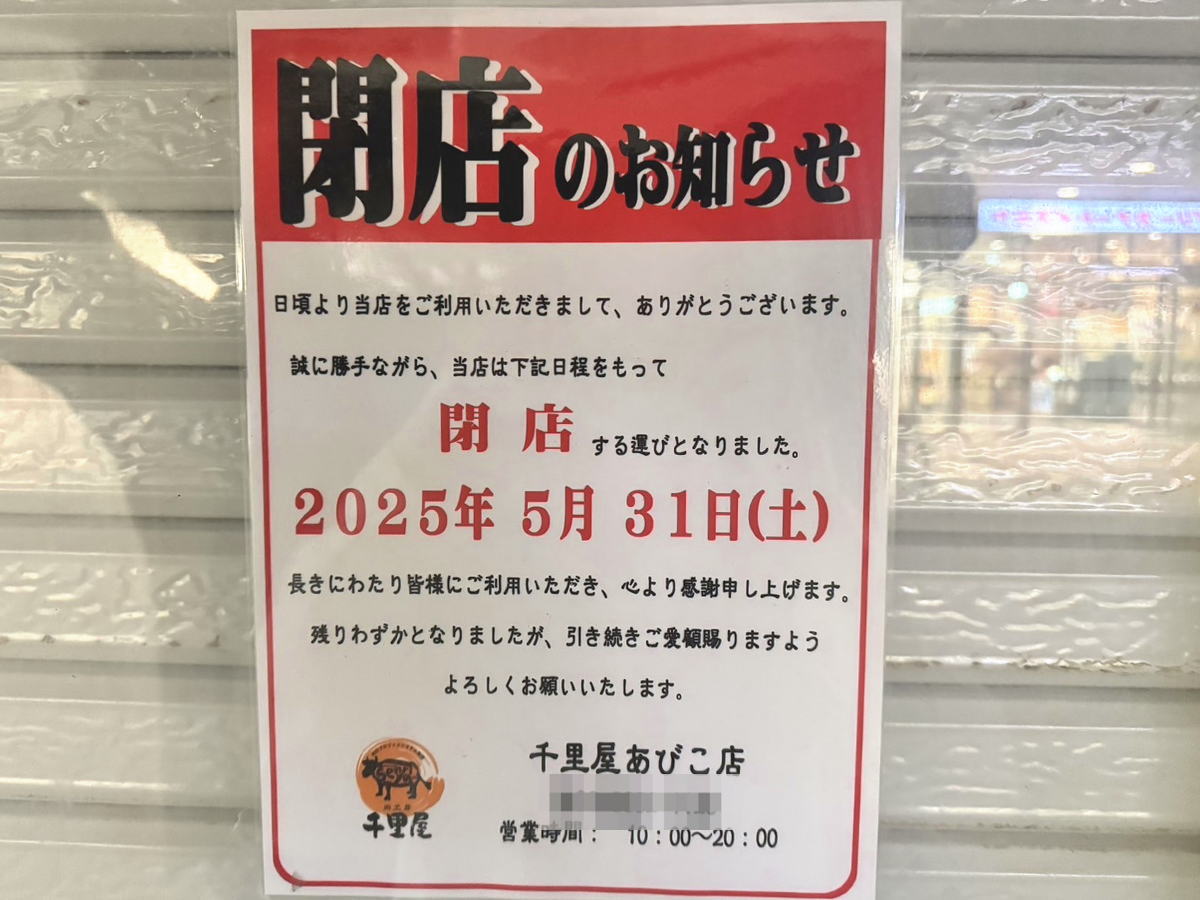 閉店のお知らせ
日頃より当店をご利用いただきまして、ありがとうございます。
誠に勝手ながら、当店は下記日程をもって
閉店する運びとなりました。
2025年 5月 31日(土)
長きにわたり皆様にご利用いただき、心より感謝申し上げます。
残りわずかとなりましたが、引き続きご愛顧賜りますよう
よろしくお願いいたします。
千里屋
千里屋あびこ店
営業時間： 10：00～20：00